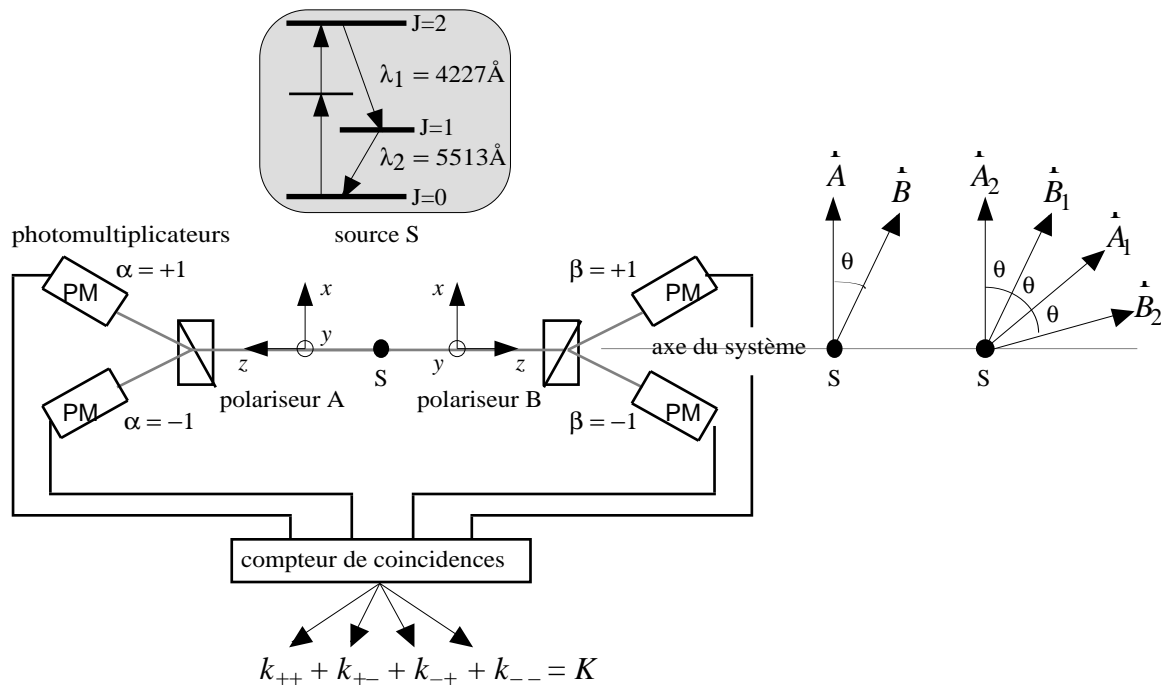 J=2
λ₁ = 4227Å
J=1
λ₂ = 5513Å
J=0
photomultiplicateurs
source S
α = +1
PM
β = +1
PM
x
y
z
x
y
z
S
polariseur A
polariseur B
PM
α = −1
PM
β = −1
axe du système
A
B
θ
S
A₂
B₁
A₁
B₂
θ
θ
θ
S
compteur de coincidences
k₊₊ + k₊₋ + k₋₊ + k₋₋ = K